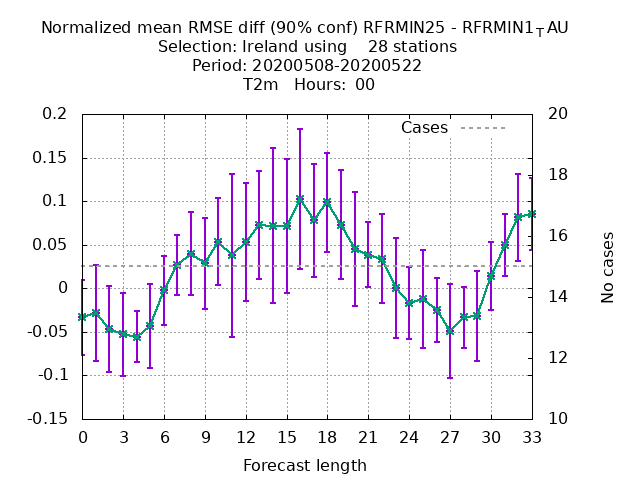 Normalized mean RMSE diff (90% conf) RFRMIN25 - RFRMIN1_TAU
Selection: Ireland using 28 stations
Period: 20200508-20200522
T2m Hours: 00
Cases
0.2
0.15
0.1
0.05
0
-0.05
-0.1
-0.15
20
18
16
14
12
10
No cases
0 3 6 9 12 15 18 21 24 27 30 33
Forecast length